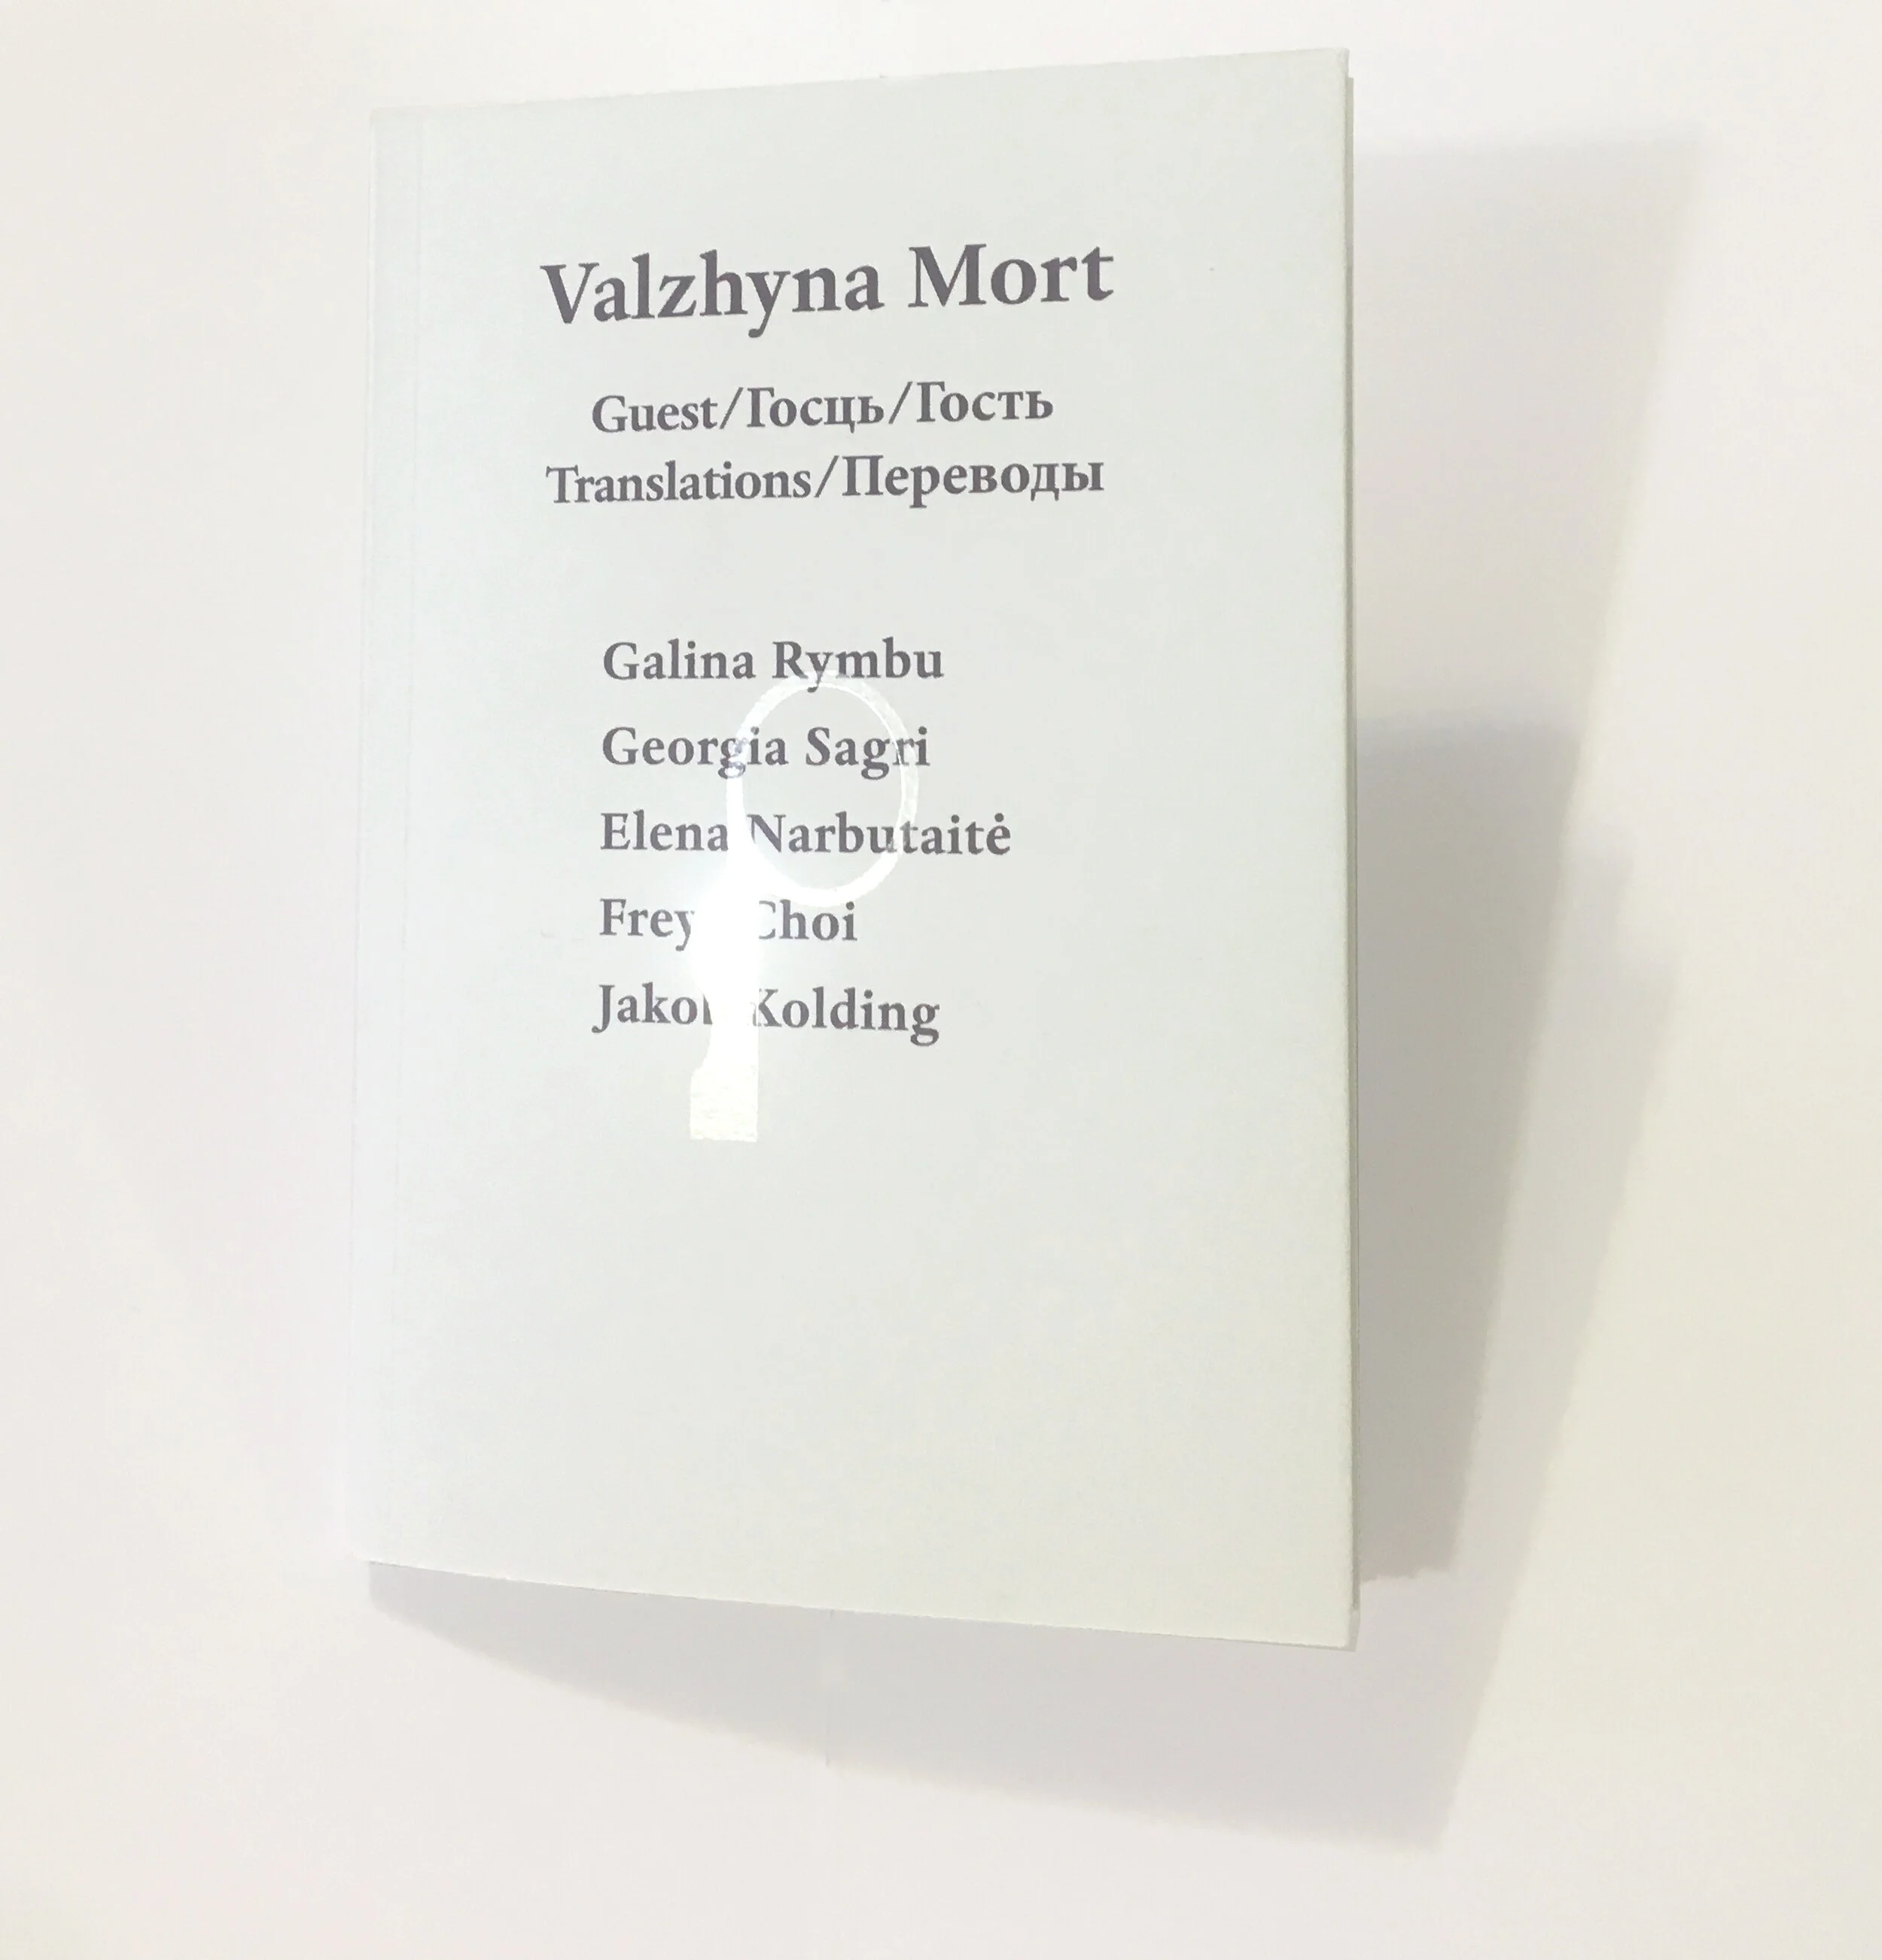 Valzhyna Mort
Guest/Госць/Гость
Translations/Переводы
Galina Rymbu
Georgia Sagri
Elena Narbutaitė
Choi
Kolding